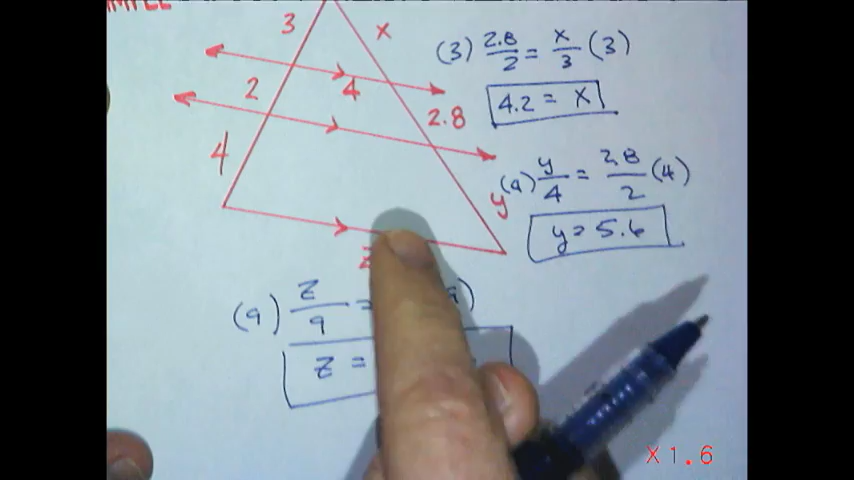 3
x
(3) 2.8/2 = x/3 (3)
2
4
4.2 = x
2.8
4
y/4 = 2.8/2 (4)
y
y = 5.6
z
(9) z/9 =
z =
X1.6